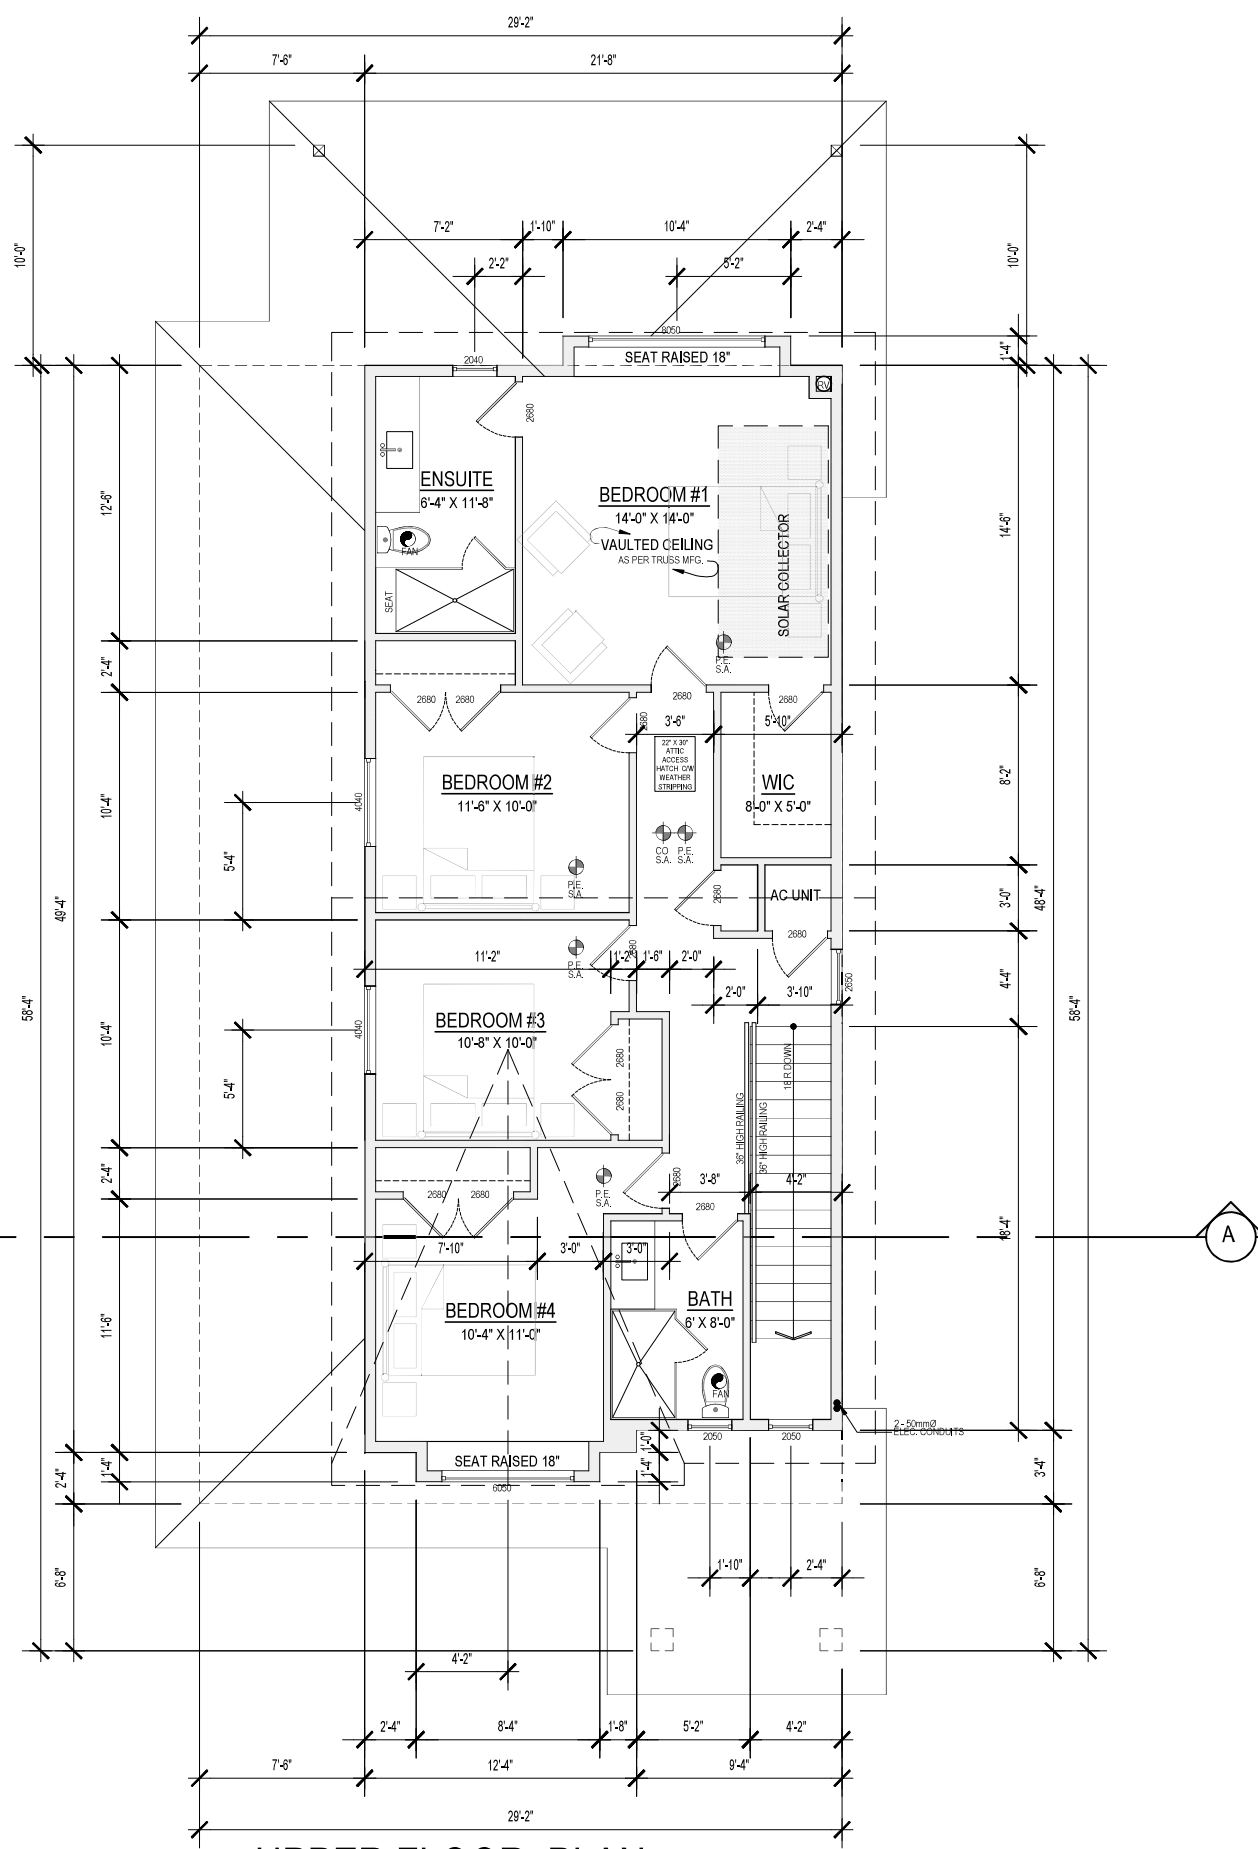 29'-2"
7'-6"
21'-8"
7'-2"
1'-10"
10'-4"
2'-4"
2'-2"
5'-2"
10'-0"
10'-0"
8050
SEAT RAISED 18"
1'-4"
2040
RV
2680
ENSUITE
6'-4" X 11'-8"
BEDROOM #1
14'-0" X 14'-0"
VAULTED CEILING
AS PER TRUSS MFG.
SOLAR COLLECTOR
FAN
SEAT
12'-6"
14'-6"
P.E.
S.A.
2'-4"
2680
2680
2680
2680
2680
3'-6"
5'-10"
22" X 30"
ATTIC
ACCESS
HATCH C/W
WEATHER
STRIPPING
BEDROOM #2
11'-6" X 10'-0"
WIC
8'-0" X 5'-0"
4040
10'-4"
8'-2"
5'-4"
CO
S.A.
P.E.
S.A.
P.E.
S.A.
2680
AC UNIT
49'-4"
3'-0"
48'-4"
2680
2680
P.E.
S.A.
11'-2"
1'-2"
1'-6"
2'-0"
2'-0"
3'-10"
2650
4'-4"
58'-4"
58'-4"
4040
BEDROOM #3
10'-8" X 10'-0"
10'-4"
5'-4"
2680
2680
18 R DOWN
36" HIGH RAILING
36" HIGH RAILING
2'-4"
2680
2680
P.E.
S.A.
2680
3'-8"
4'-2"
2680
18'-4"
A
7'-10"
3'-0"
3'-0"
BEDROOM #4
10'-4" X 11'-0"
BATH
6' X 8'-0"
11'-6"
FAN
2 - 50mmØ
ELEC. CONDUITS
2050
2050
1'-0"
SEAT RAISED 18"
6050
1'-4"
2'-4"
1'-4"
3'-4"
1'-10"
2'-4"
6'-8"
6'-8"
4'-2"
2'-4"
8'-4"
1'-8"
5'-2"
4'-2"
7'-6"
12'-4"
9'-4"
29'-2"
UPPER FLOOR PLAN